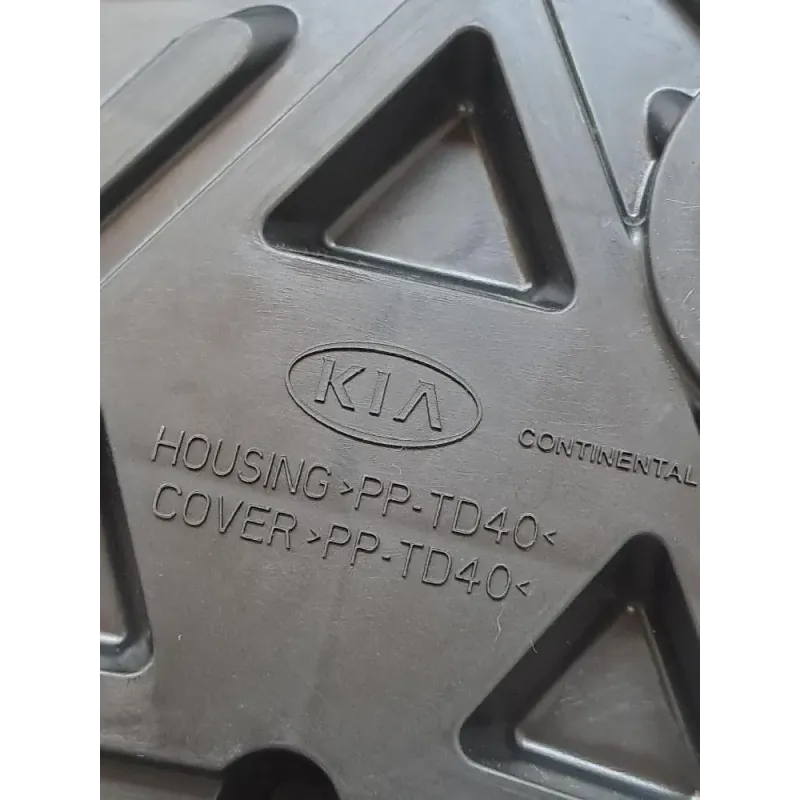 KIA
CONTINENTAL
HOUSING >PP-TD40<
COVER >PP-TD40<